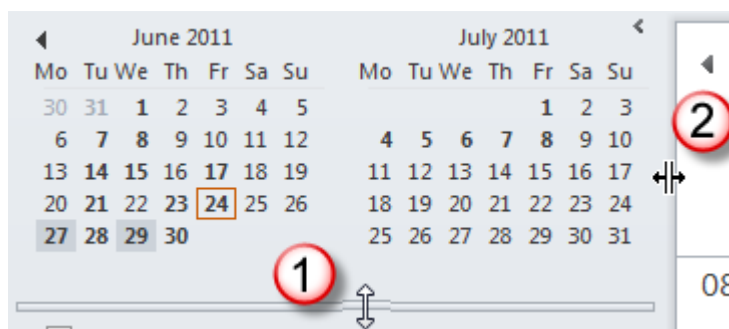 June 2011 July 2011
Mo Tu We Th Fr Sa Su Mo Tu We Th Fr Sa Su
30 31 1 2 3 4 5 1 2 3
6 7 8 9 10 11 12 4 5 6 7 8 9 10
13 14 15 16 17 18 19 11 12 13 14 15 16 17
20 21 22 23 24 25 26 18 19 20 21 22 23 24
27 28 29 30 25 26 27 28 29 30 31
1
2
08